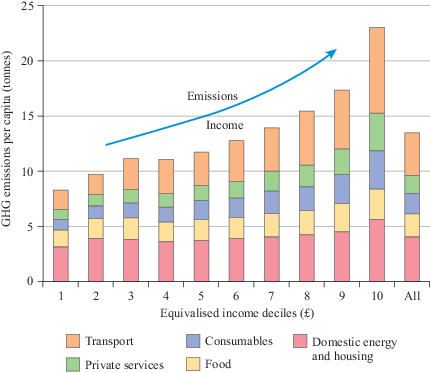 GHG emissions per capita (tonnes)
25
20
15
10
5
0
Emissions
Income
1 2 3 4 5 6 7 8 9 10 All
Equivalised income deciles (£)
Transport
Consumables
Domestic energy
and housing
Private services
Food